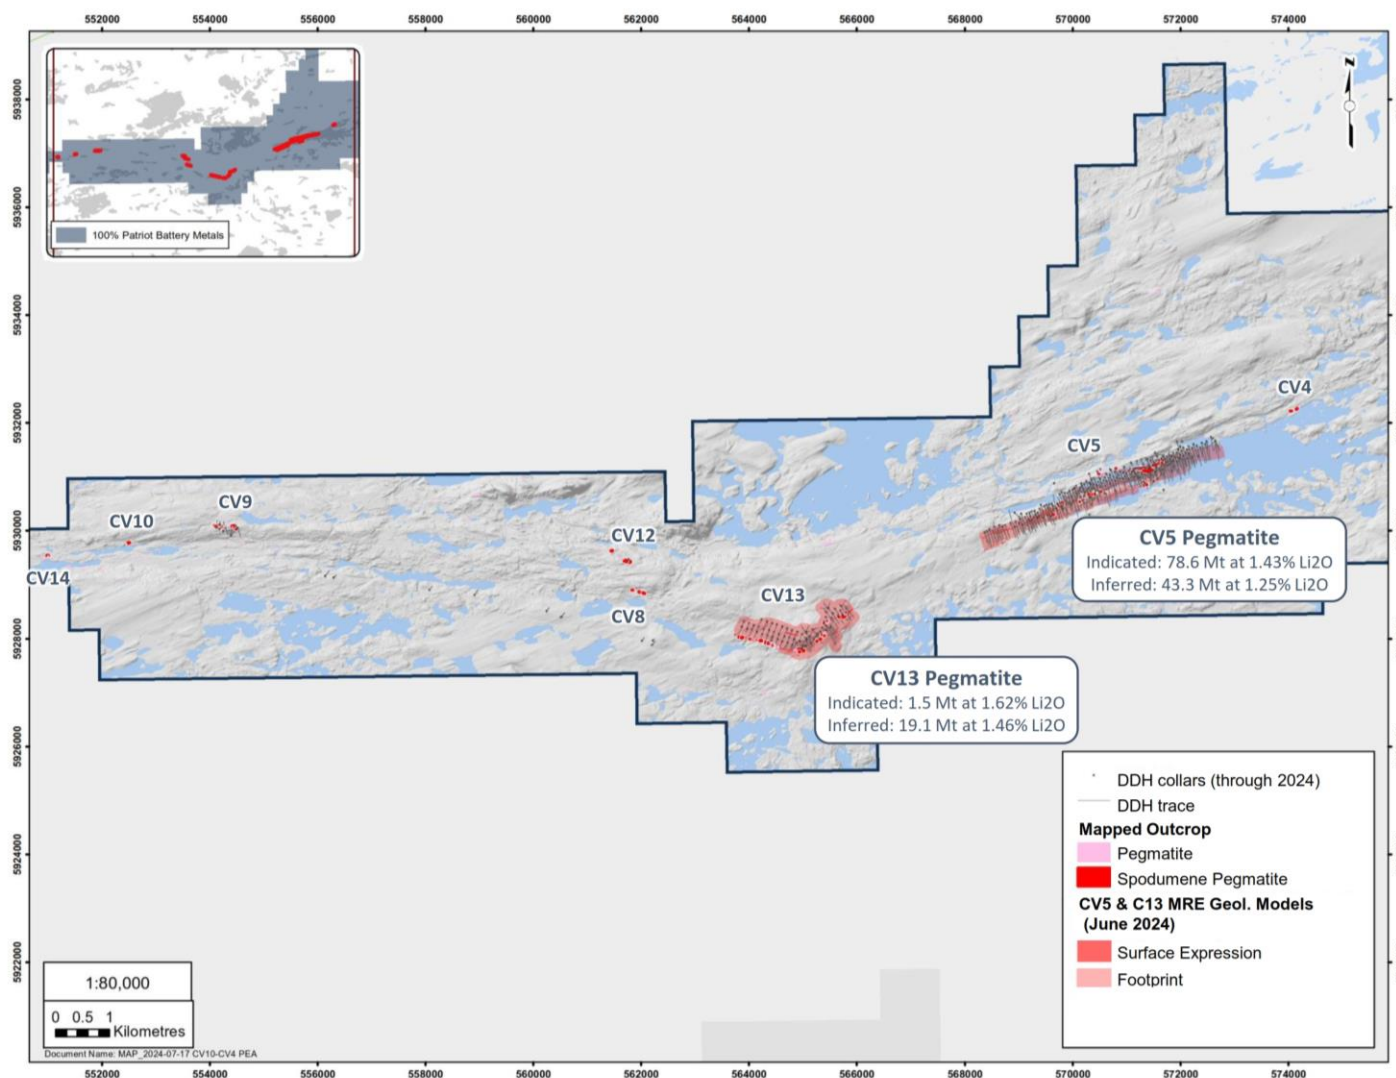 552000 554000 556000 558000 560000 562000 564000 566000 568000 570000 572000 574000
5938000
5936000
5934000
5932000
5930000
5928000
5926000
5924000
5922000
100% Patriot Battery Metals
N
CV4
CV5
CV9
CV10
CV12
CV14
CV13
CV8
CV5 Pegmatite
Indicated: 78.6 Mt at 1.43% Li2O
Inferred: 43.3 Mt at 1.25% Li2O
CV13 Pegmatite
Indicated: 1.5 Mt at 1.62% Li2O
Inferred: 19.1 Mt at 1.46% Li2O
DDH collars (through 2024)
DDH trace
Mapped Outcrop
Pegmatite
Spodumene Pegmatite
CV5 & C13 MRE Geol. Models
(June 2024)
Surface Expression
Footprint
1:80,000
0 0.5 1
Kilometres
Document Name: MAP_2024-07-17 CV10-CV4 PEA
552000 554000 556000 558000 560000 562000 564000 566000 568000 570000 572000 574000